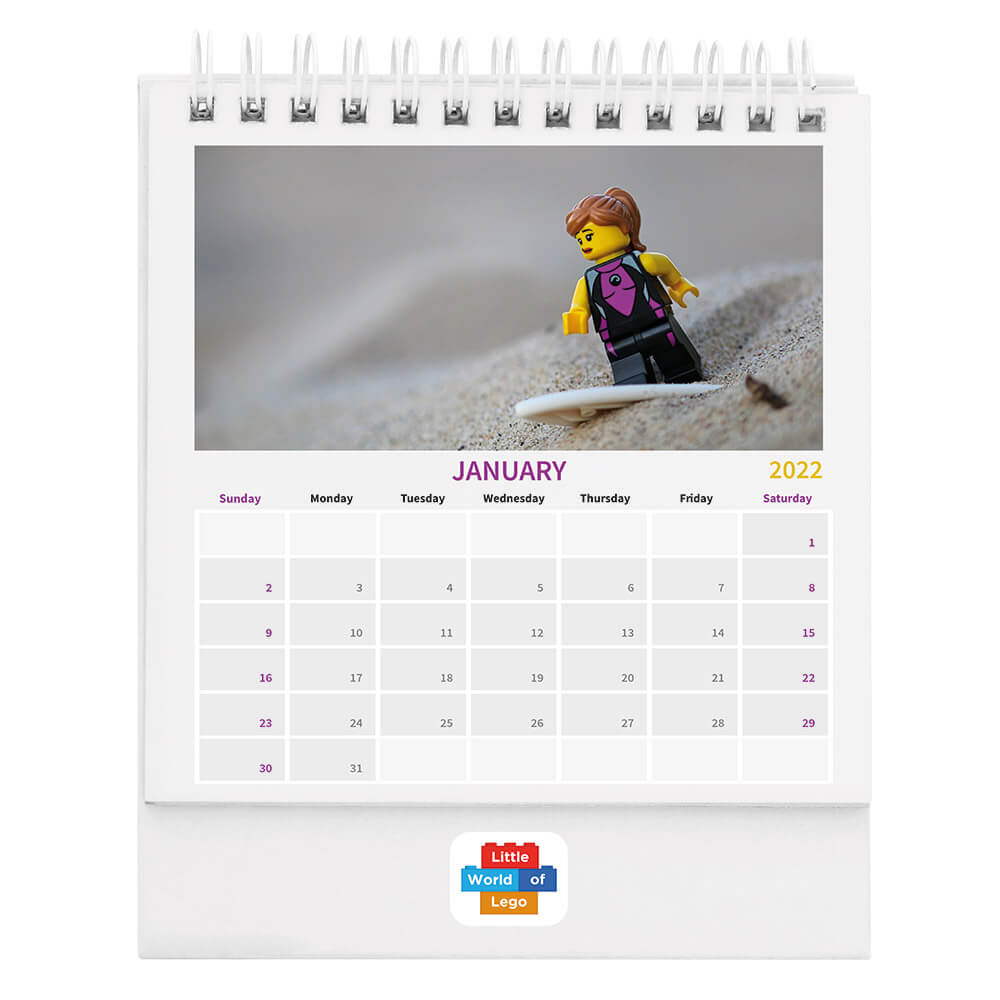 JANUARY 2022
Sunday Monday Tuesday Wednesday Thursday Friday Saturday
1
2 3 4 5 6 7 8
9 10 11 12 13 14 15
16 17 18 19 20 21 22
23 24 25 26 27 28 29
30 31
Little
World of
Lego